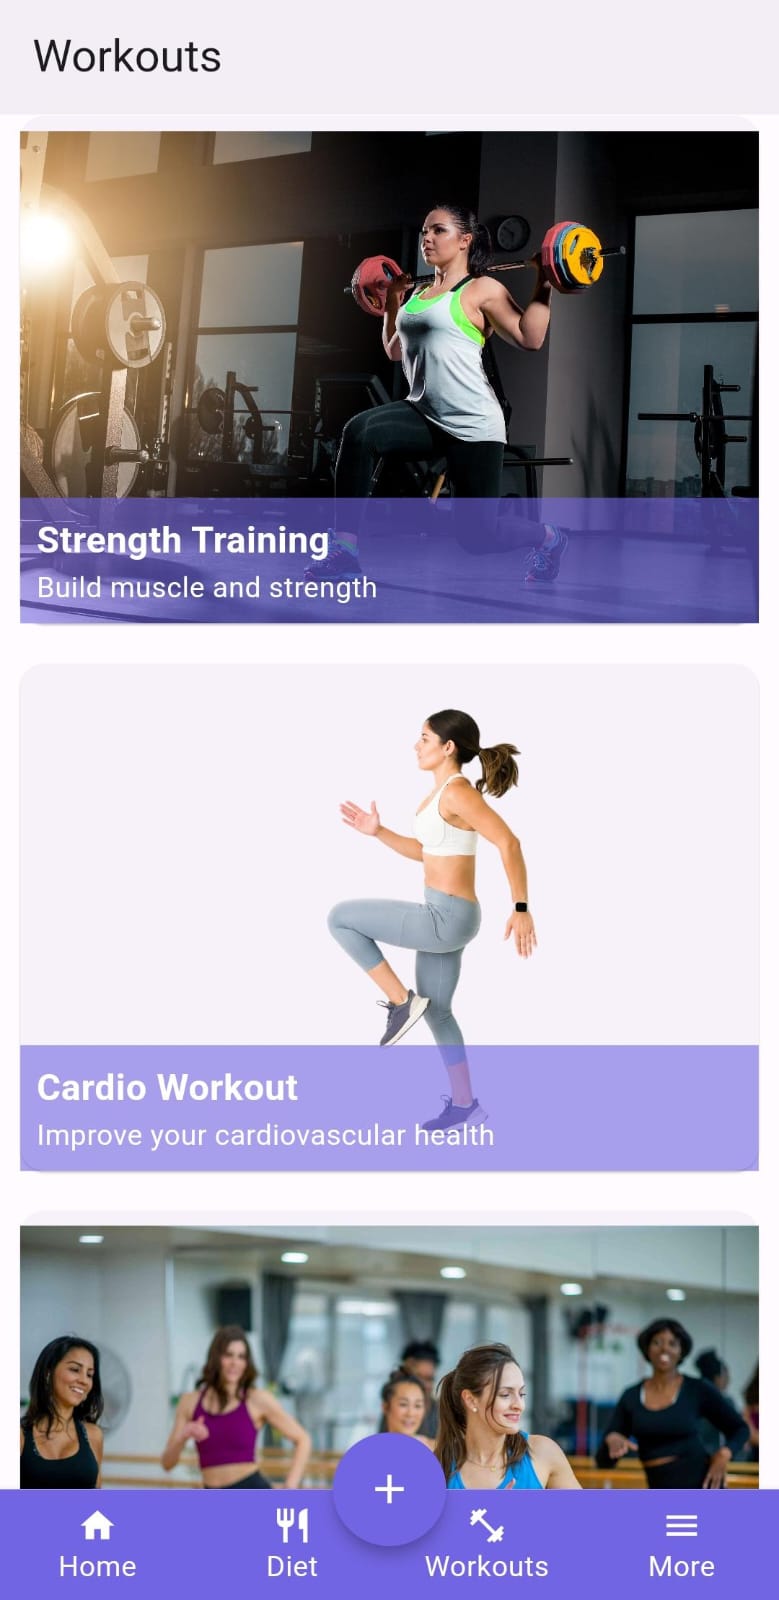 Workouts
Strength Training
Build muscle and strength
Cardio Workout
Improve your cardiovascular health
+
Home
Diet
Workouts
More